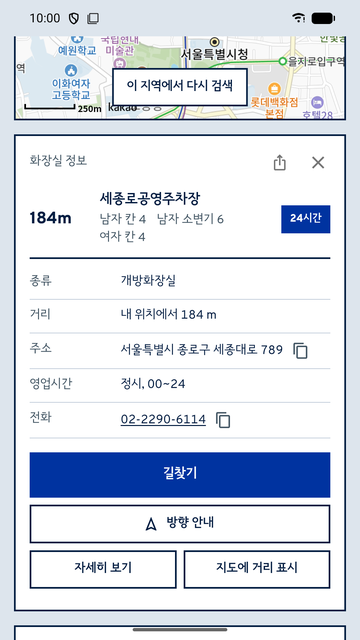 10:00
국립현대
미술관
예원학교
서울특별시청
을지로입구역
역
이화여자
고등학교
이 지역에서 다시 검색
250m
kakao
롯데백화점
본점
호텔28
화장실 정보
세종로공영주차장
184m
남자 칸 4 남자 소변기 6
24시간
여자 칸 4
종류 개방화장실
거리 내 위치에서 184 m
주소 서울특별시 종로구 세종대로 789
영업시간 정시, 00~24
전화 02-2290-6114
길찾기
방향 안내
자세히 보기
지도에 거리 표시